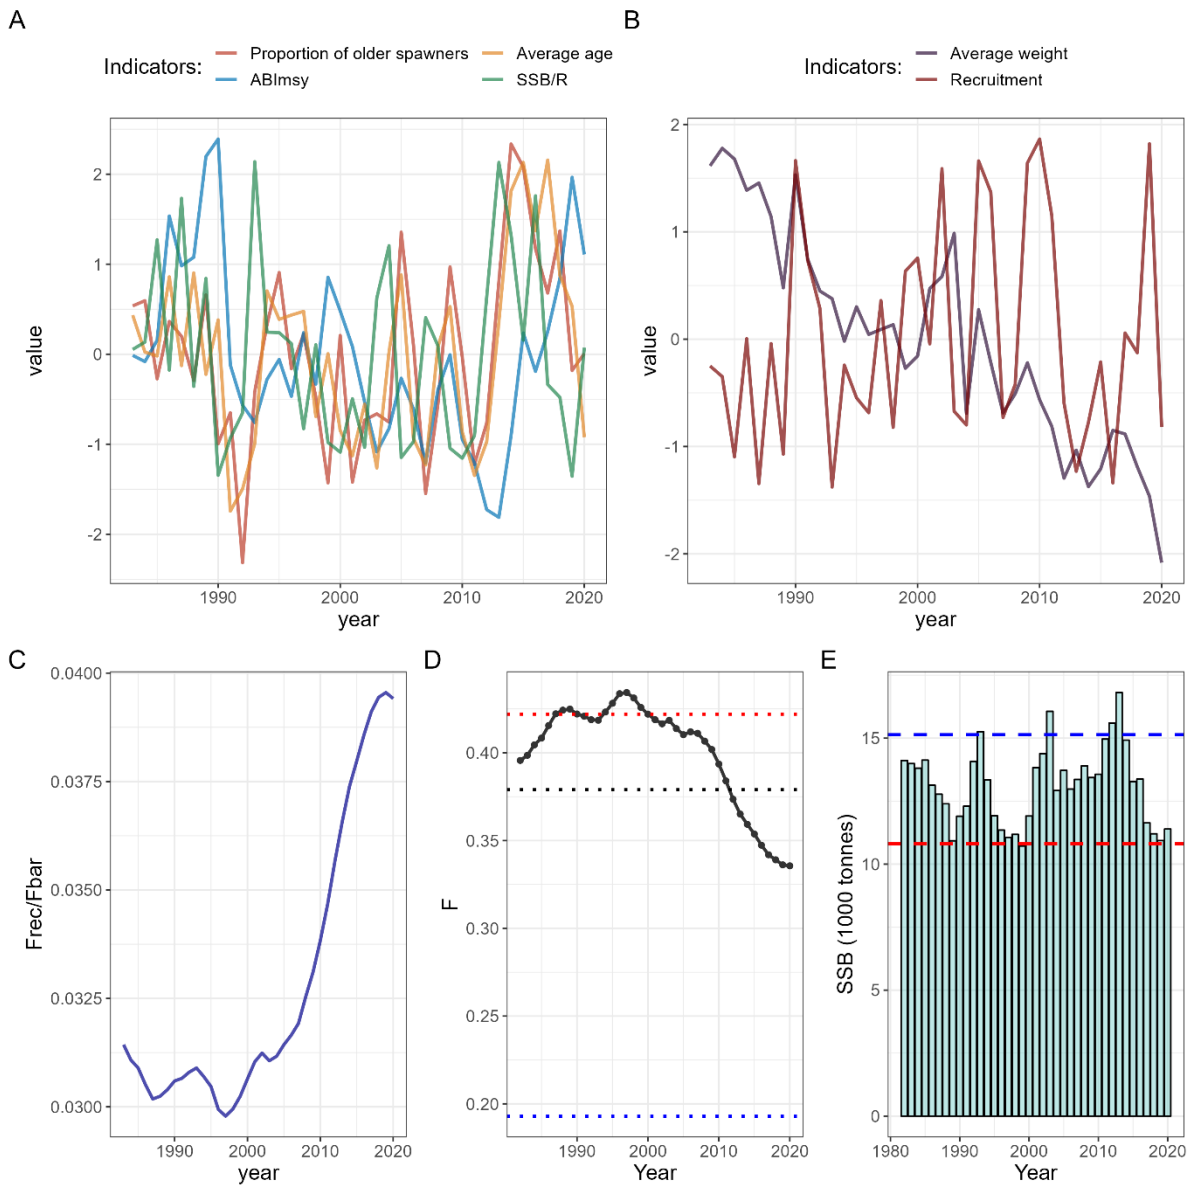 A
Indicators:
Proportion of older spawners
Average age
ABImsy
SSB/R
2
1
0
-1
-2
value
1990
2000
2010
2020
year
B
Indicators:
Average weight
Recruitment
2
1
0
-1
-2
value
1990
2000
2010
2020
year
C
0.0400
0.0375
0.0350
0.0325
0.0300
Frec/Fbar
1990
2000
2010
2020
year
D
0.40
0.35
0.30
0.25
0.20
F
1990
2000
2010
2020
Year
E
15
10
5
0
SSB (1000 tonnes)
1980
1990
2000
2010
2020
Year